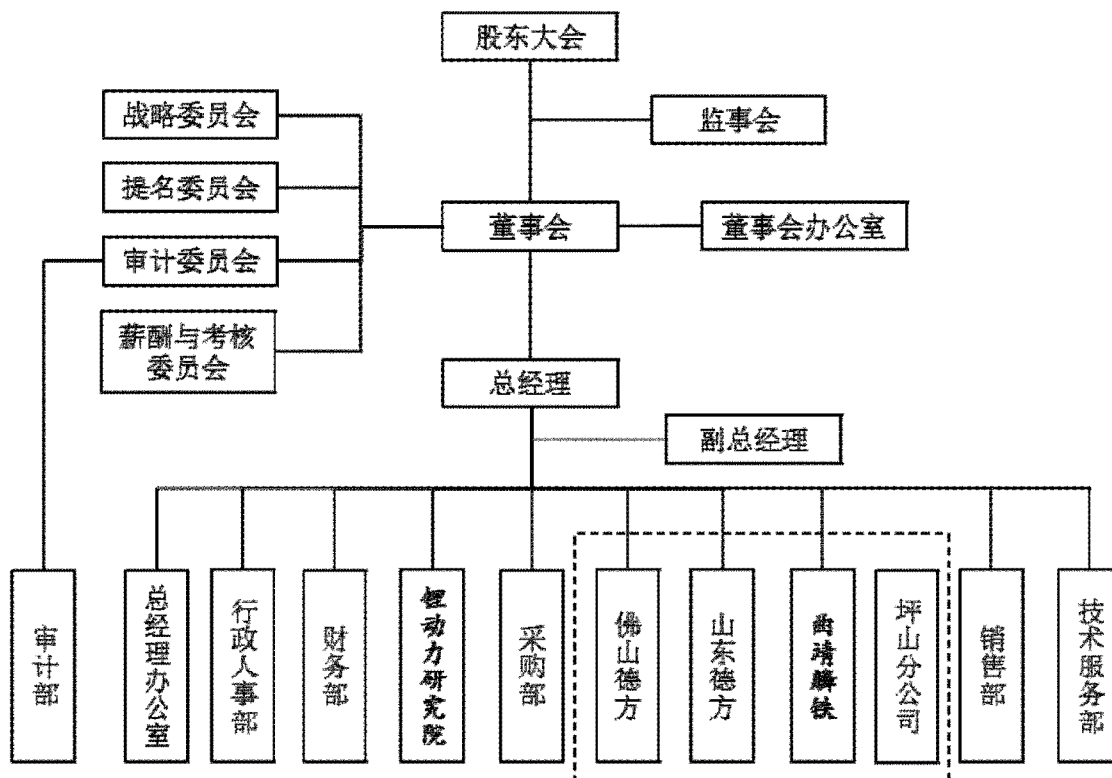 股东大会
监事会
战略委员会
提名委员会
审计委员会
薪酬与考核
委员会
董事会
董事会办公室
总经理
副总经理
审计部
总经理办公室
行政人事部
财务部
锂动力研究院
采购部
佛山德方
山东德方
曲靖麟铁
坪山分公司
销售部
技术服务部